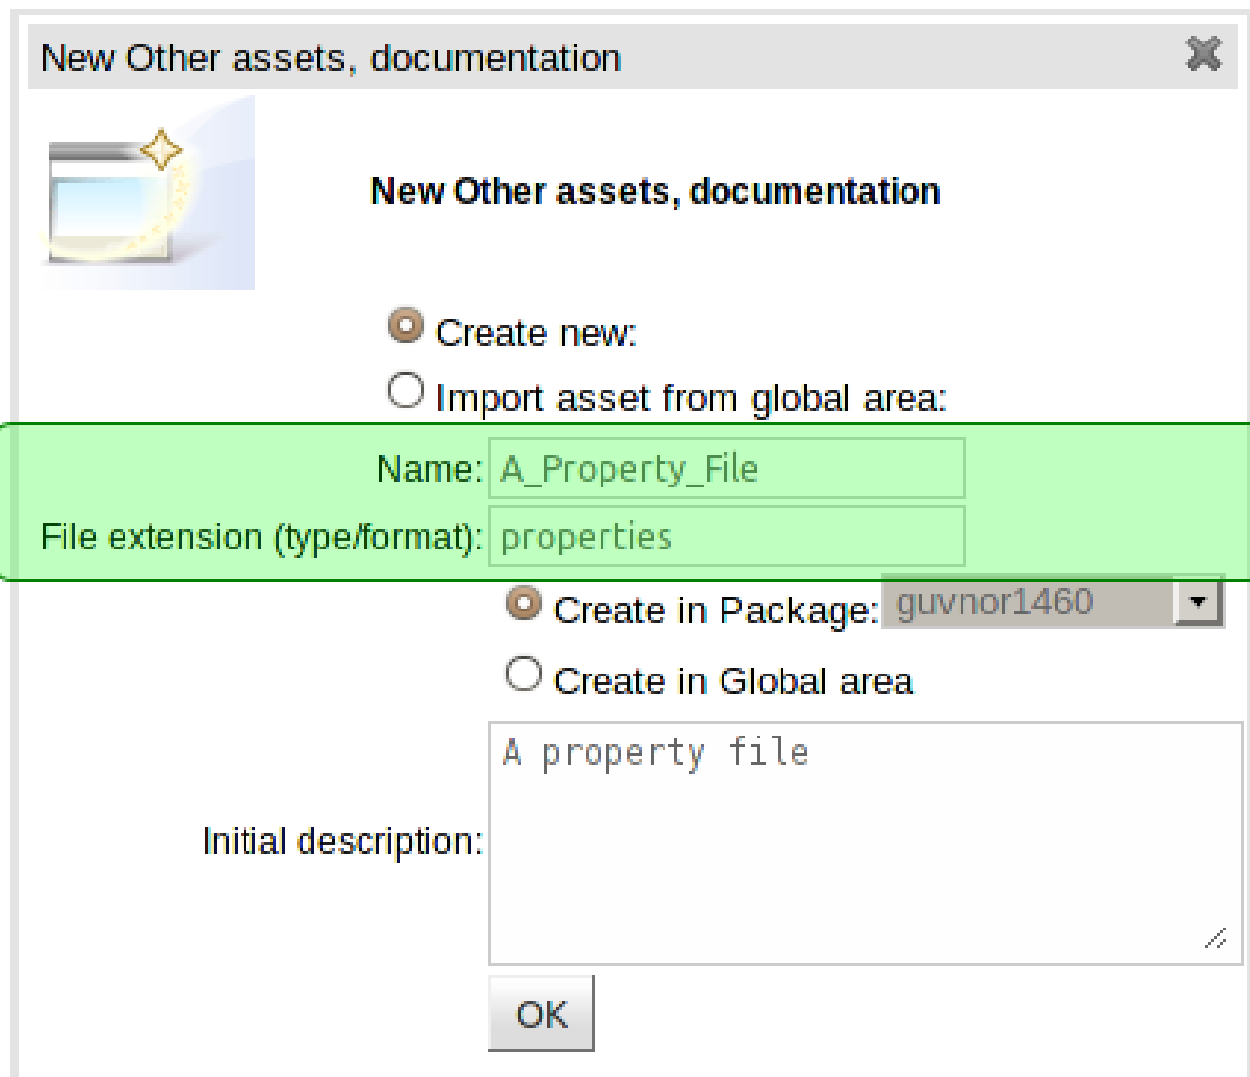 New Other assets, documentation
New Other assets, documentation
Create new:
Import asset from global area:
Name: A_Property_File
File extension (type/format): properties
Create in Package: guvnor1460
Create in Global area
A property file
Initial description:
OK